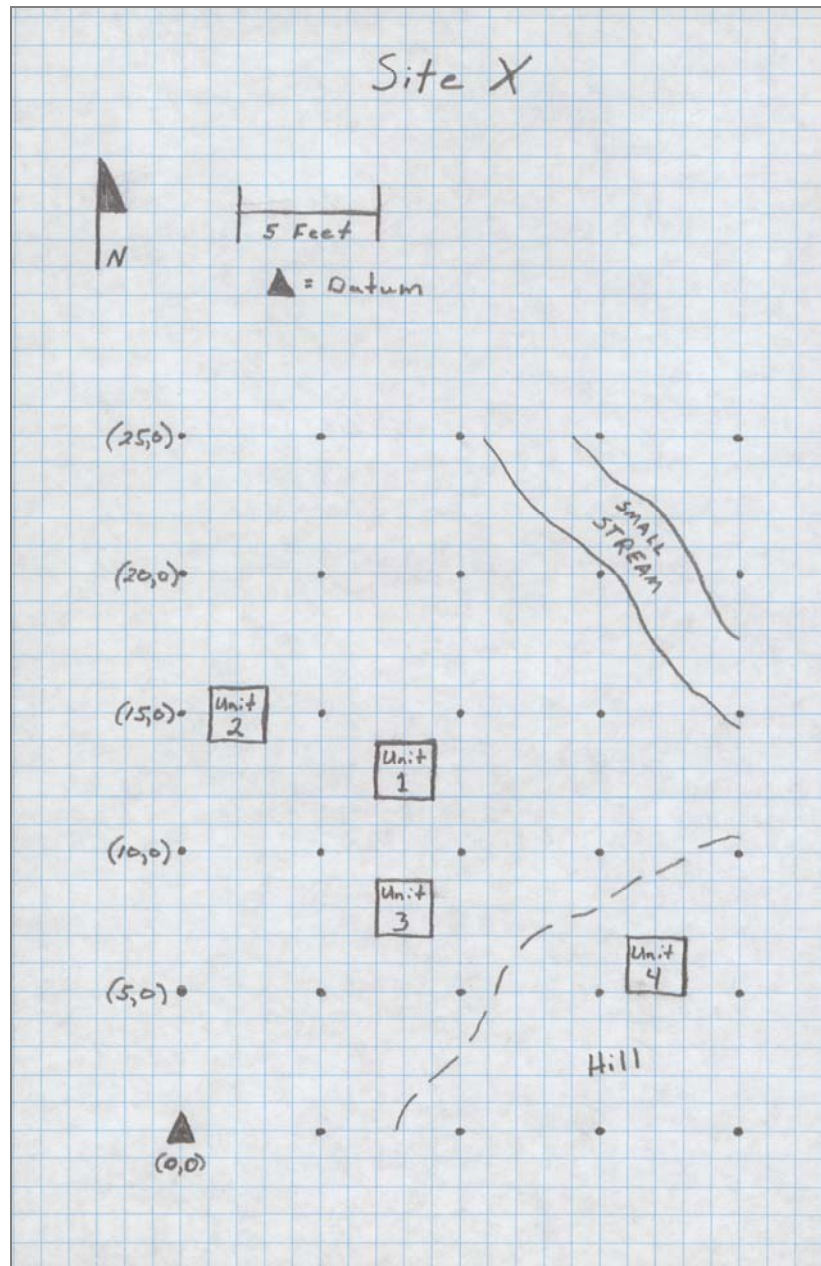 Site X
N
5 Feet
▲ = Datum
(25,0)
(20,0)
SMALL
STREAM
(15,0)
Unit
2
Unit
1
(10,0)
Unit
3
Unit
4
(5,0)
Hill
(0,0)